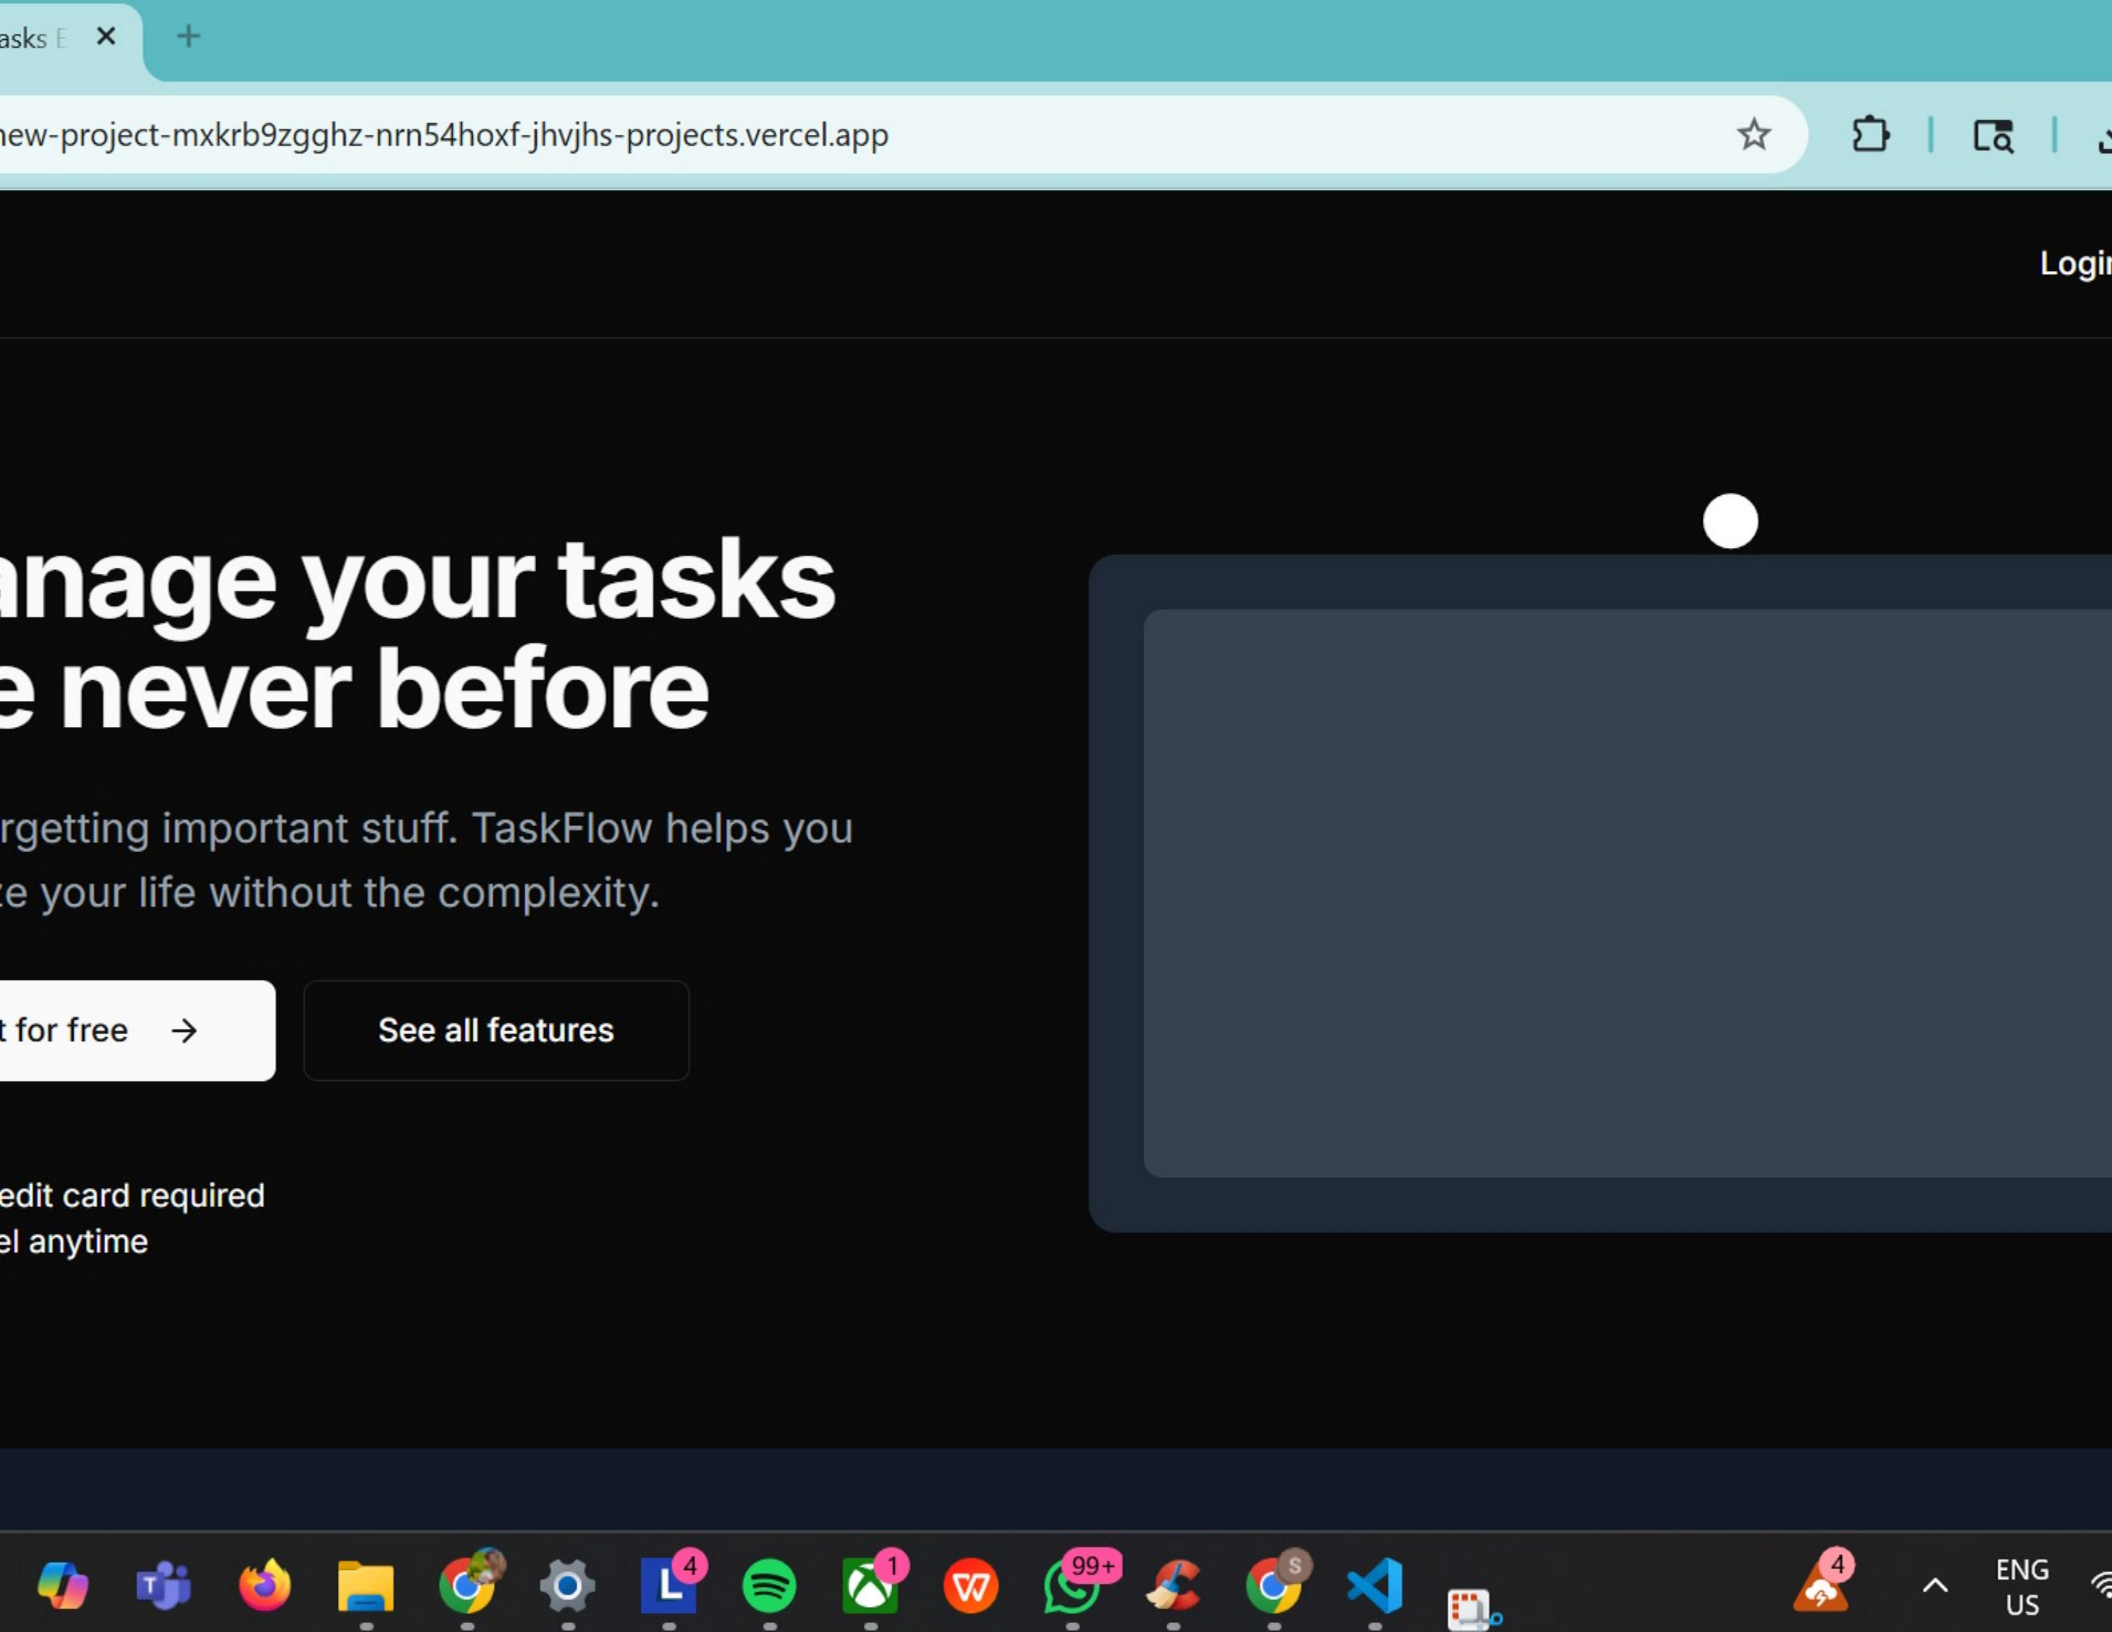 asks
ew-project-mxkrb9zgghz-nrn54hoxf-jhvjhs-projects.vercel.app
Login
anage your tasks
e never before
rgetting important stuff. TaskFlow helps you
ze your life without the complexity.
t for free
See all features
edit card required
el anytime
T
L
4
1
W
99+
S
4
ENG
US